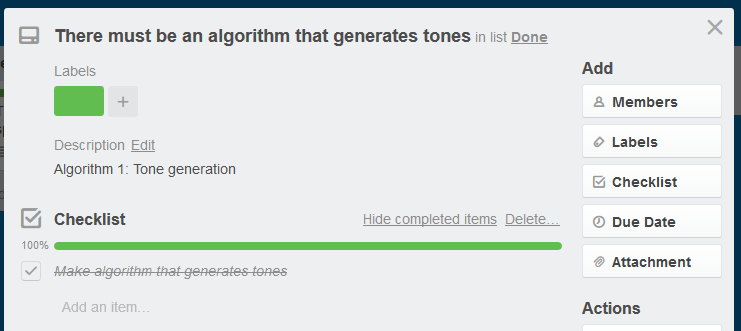 There must be an algorithm that generates tones in list Done
Labels
+
Description Edit
Algorithm 1: Tone generation
Checklist Hide completed items Delete...
100%
Make algorithm that generates tones
Add an item...
Add
Members
Labels
Checklist
Due Date
Attachment
Actions